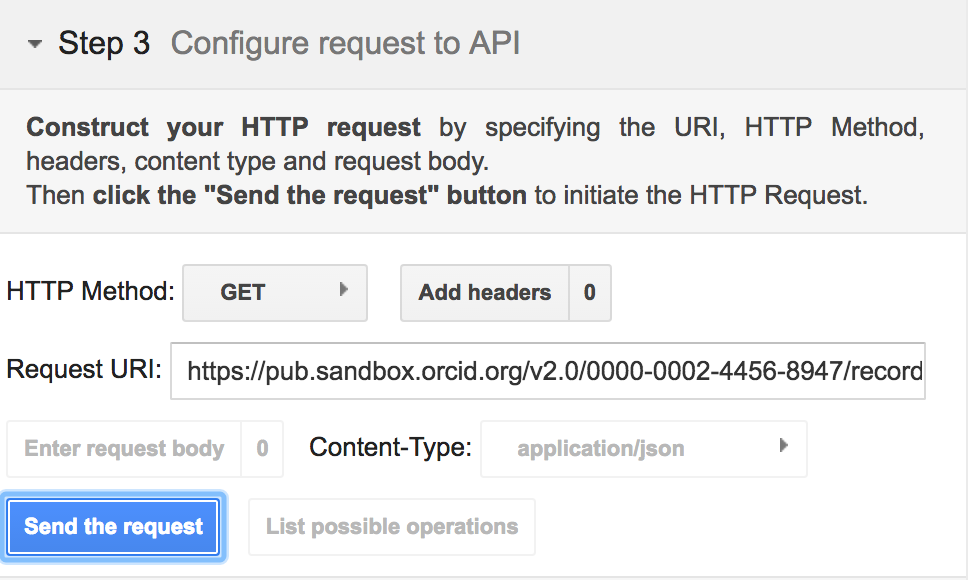 Step 3 Configure request to API
Construct your HTTP request by specifying the URI, HTTP Method,
headers, content type and request body.
Then click the "Send the request" button to initiate the HTTP Request.
HTTP Method: GET Add headers 0
Request URI: https://pub.sandbox.orcid.org/v2.0/0000-0002-4456-8947/record
Enter request body 0 Content-Type: application/json
Send the request List possible operations